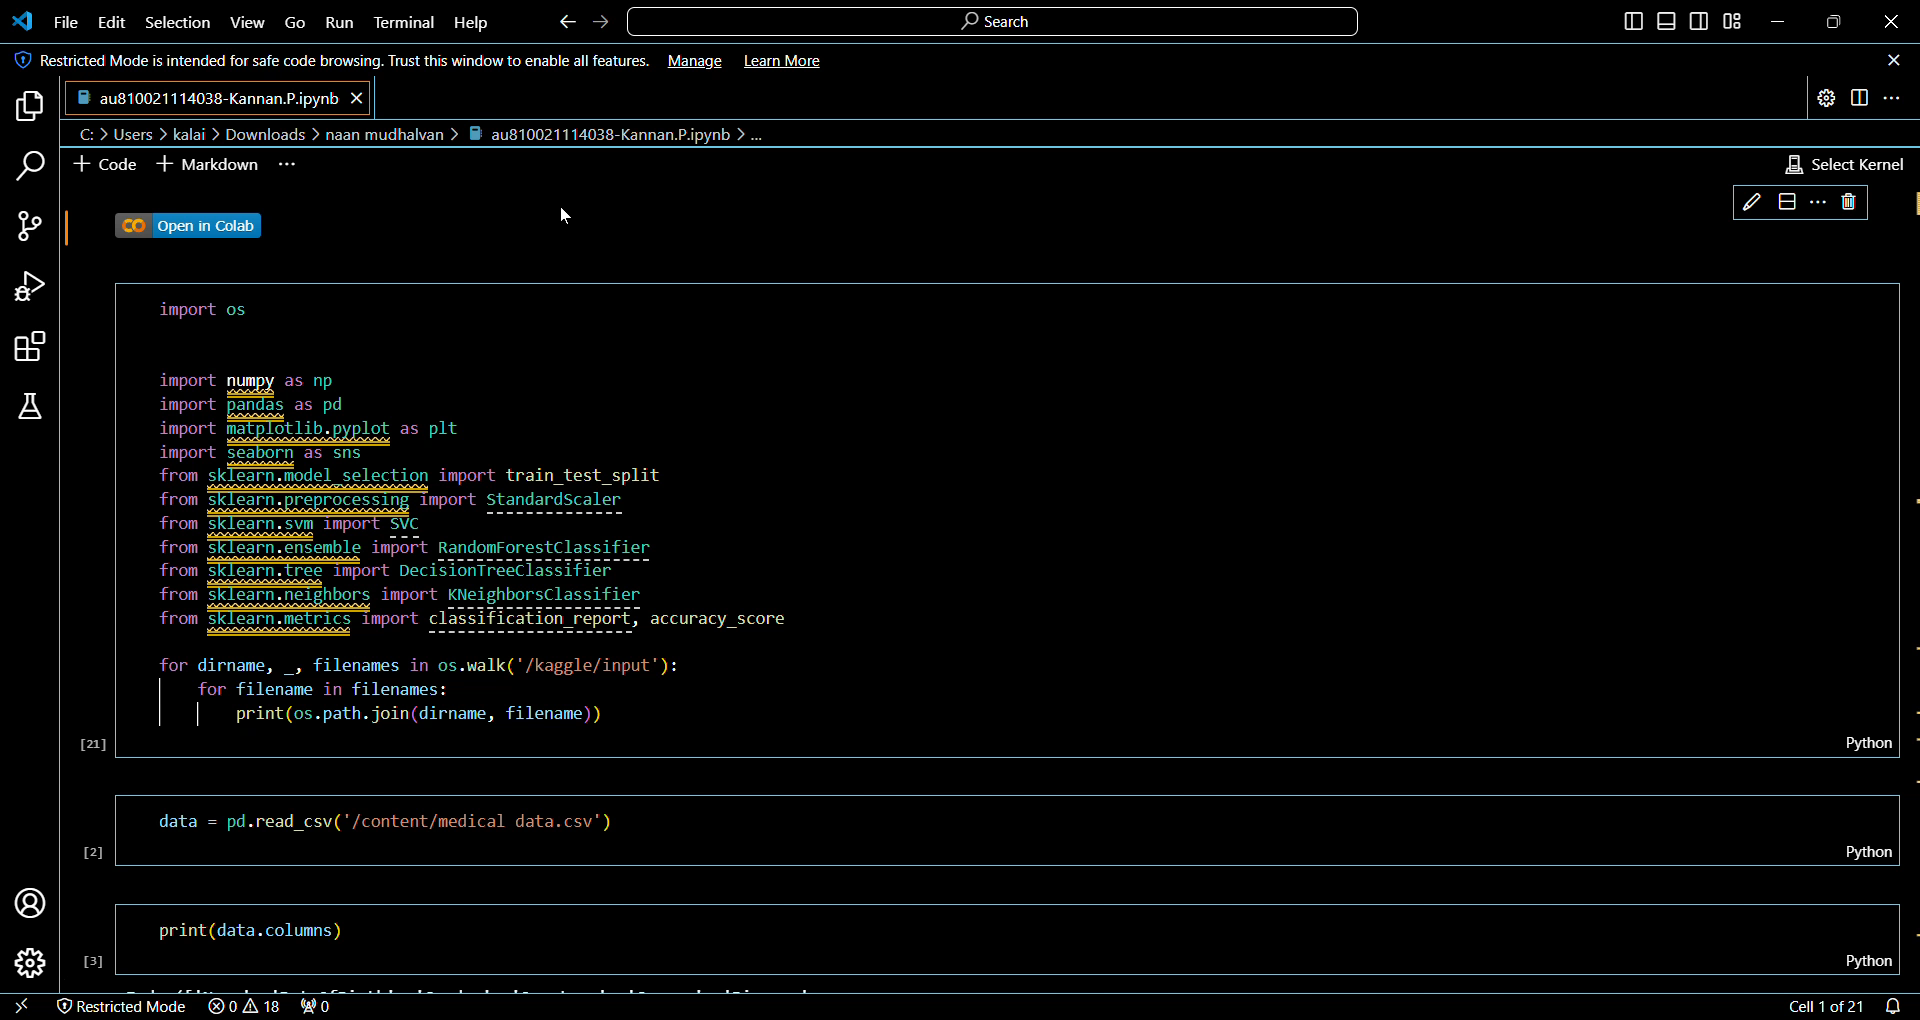 File Edit Selection View Go Run Terminal Help Search
Restricted Mode is intended for safe code browsing. Trust this window to enable all features. Manage Learn More
au810021114038-Kannan.P.ipynb
C: > Users > kalai > Downloads > naan mudhalvan > au810021114038-Kannan.P.ipynb > ...
+ Code + Markdown ... Select Kernel
CO Open in Colab
import os
import numpy as np
import pandas as pd
import matplotlib.pyplot as plt
import seaborn as sns
from sklearn.model_selection import train_test_split
from sklearn.preprocessing import StandardScaler
from sklearn.svm import SVC
from sklearn.ensemble import RandomForestClassifier
from sklearn.tree import DecisionTreeClassifier
from sklearn.neighbors import KNeighborsClassifier
from sklearn.metrics import classification_report, accuracy_score
for dirname, _, filenames in os.walk('/kaggle/input'):
for filename in filenames:
print(os.path.join(dirname, filename))
[21] Python
data = pd.read_csv('/content/medical data.csv')
[2] Python
print(data.columns)
[3] Python
Restricted Mode 0 18 0 Cell 1 of 21